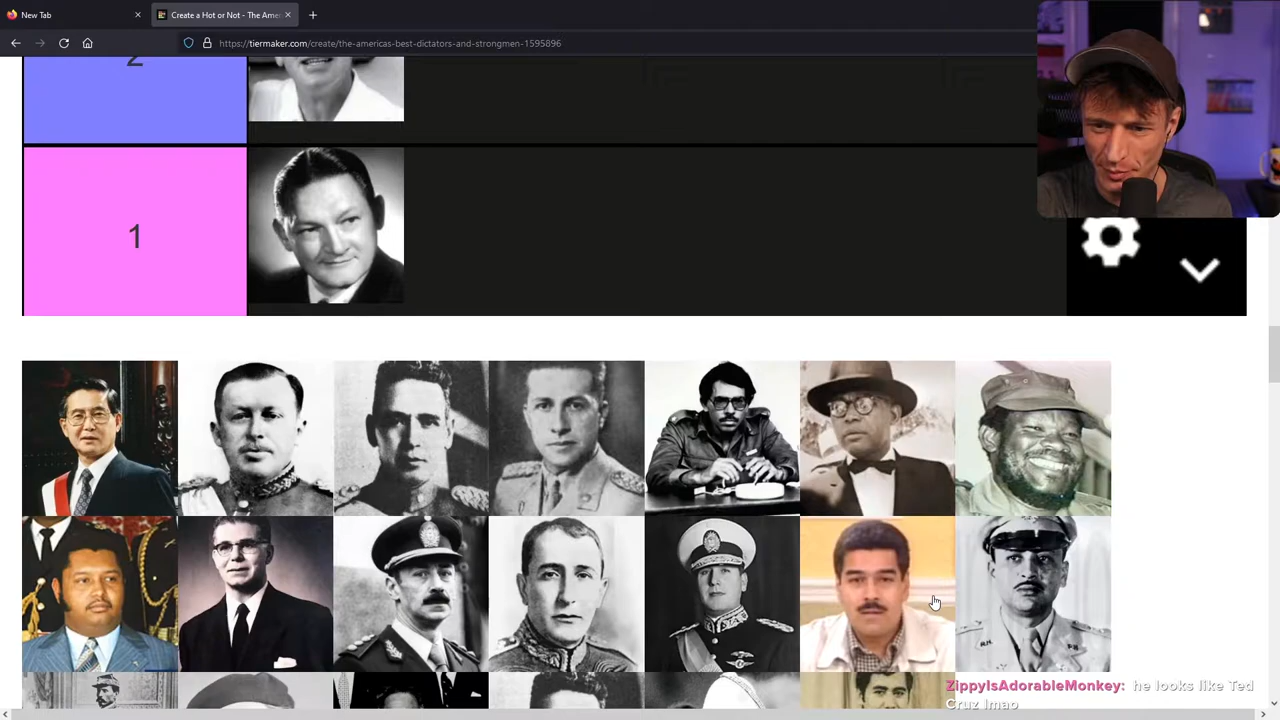 New Tab
Create a Hot or Not - The Ame
https://tiermaker.com/create/the-americas-best-dictators-and-strongmen-1595896
2
1
ZippyIsAdorableMonkey: he looks like Ted
Cruz lmao